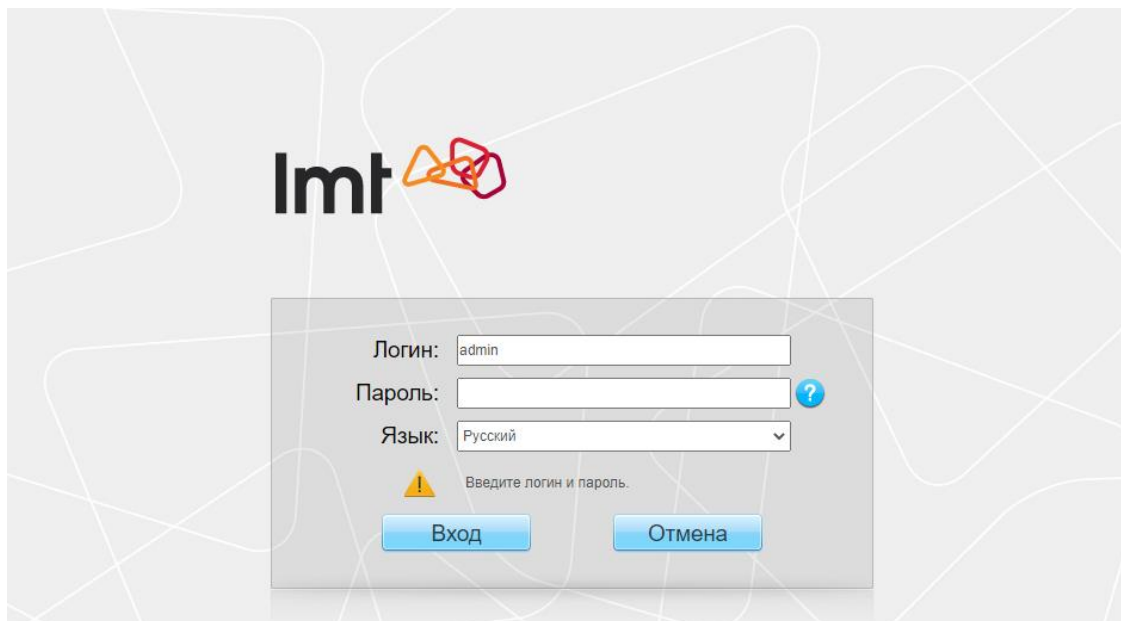 lmt
Логин: admin
Пароль: ?
Язык: Русский
! Введите логин и пароль.
Вход Отмена